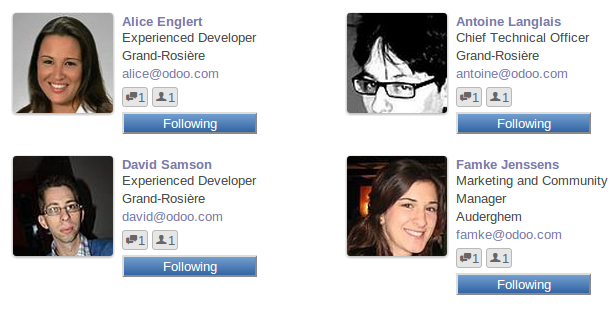 Alice Englert
Experienced Developer
Grand-Rosière
alice@odoo.com
1 1
Following
Antoine Langlais
Chief Technical Officer
Grand-Rosière
antoine@odoo.com
1 1
Following
David Samson
Experienced Developer
Grand-Rosière
david@odoo.com
1 1
Following
Famke Jenssens
Marketing and Community
Manager
Auderghem
famke@odoo.com
1 1
Following